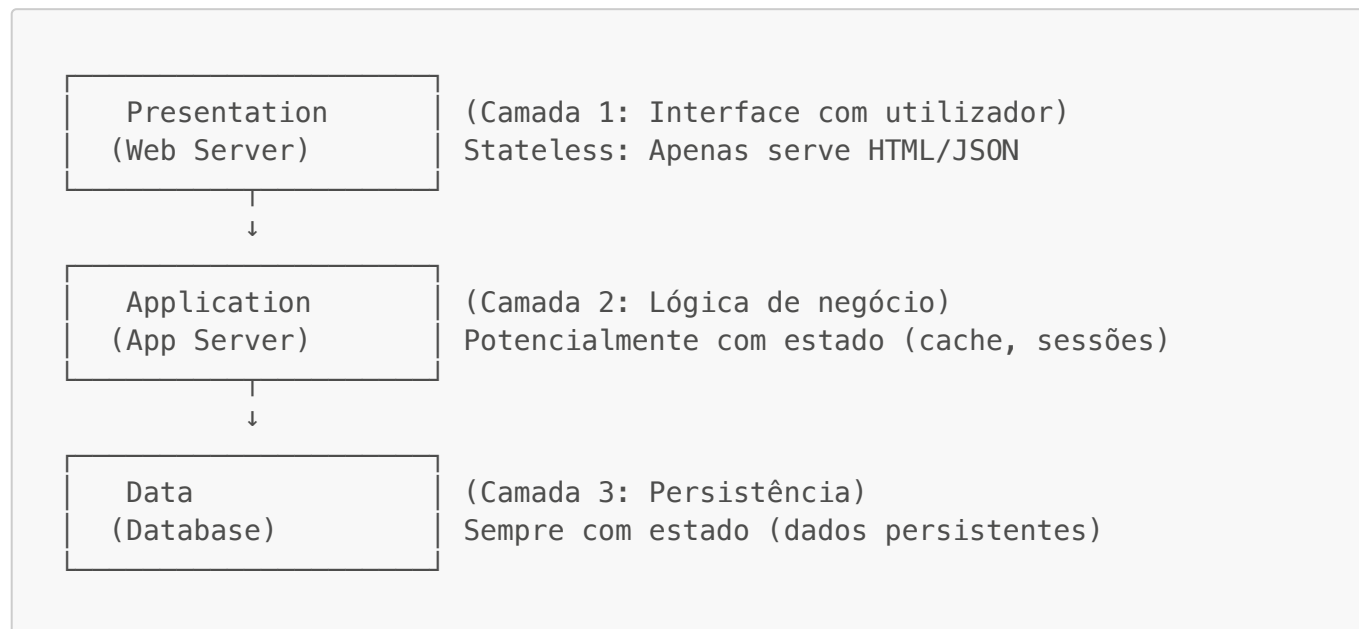 Presentation (Camada 1: Interface com utilizador)
(Web Server) Stateless: Apenas serve HTML/JSON
↓
Application (Camada 2: Lógica de negócio)
(App Server) Potencialmente com estado (cache, sessões)
↓
Data (Camada 3: Persistência)
(Database) Sempre com estado (dados persistentes)